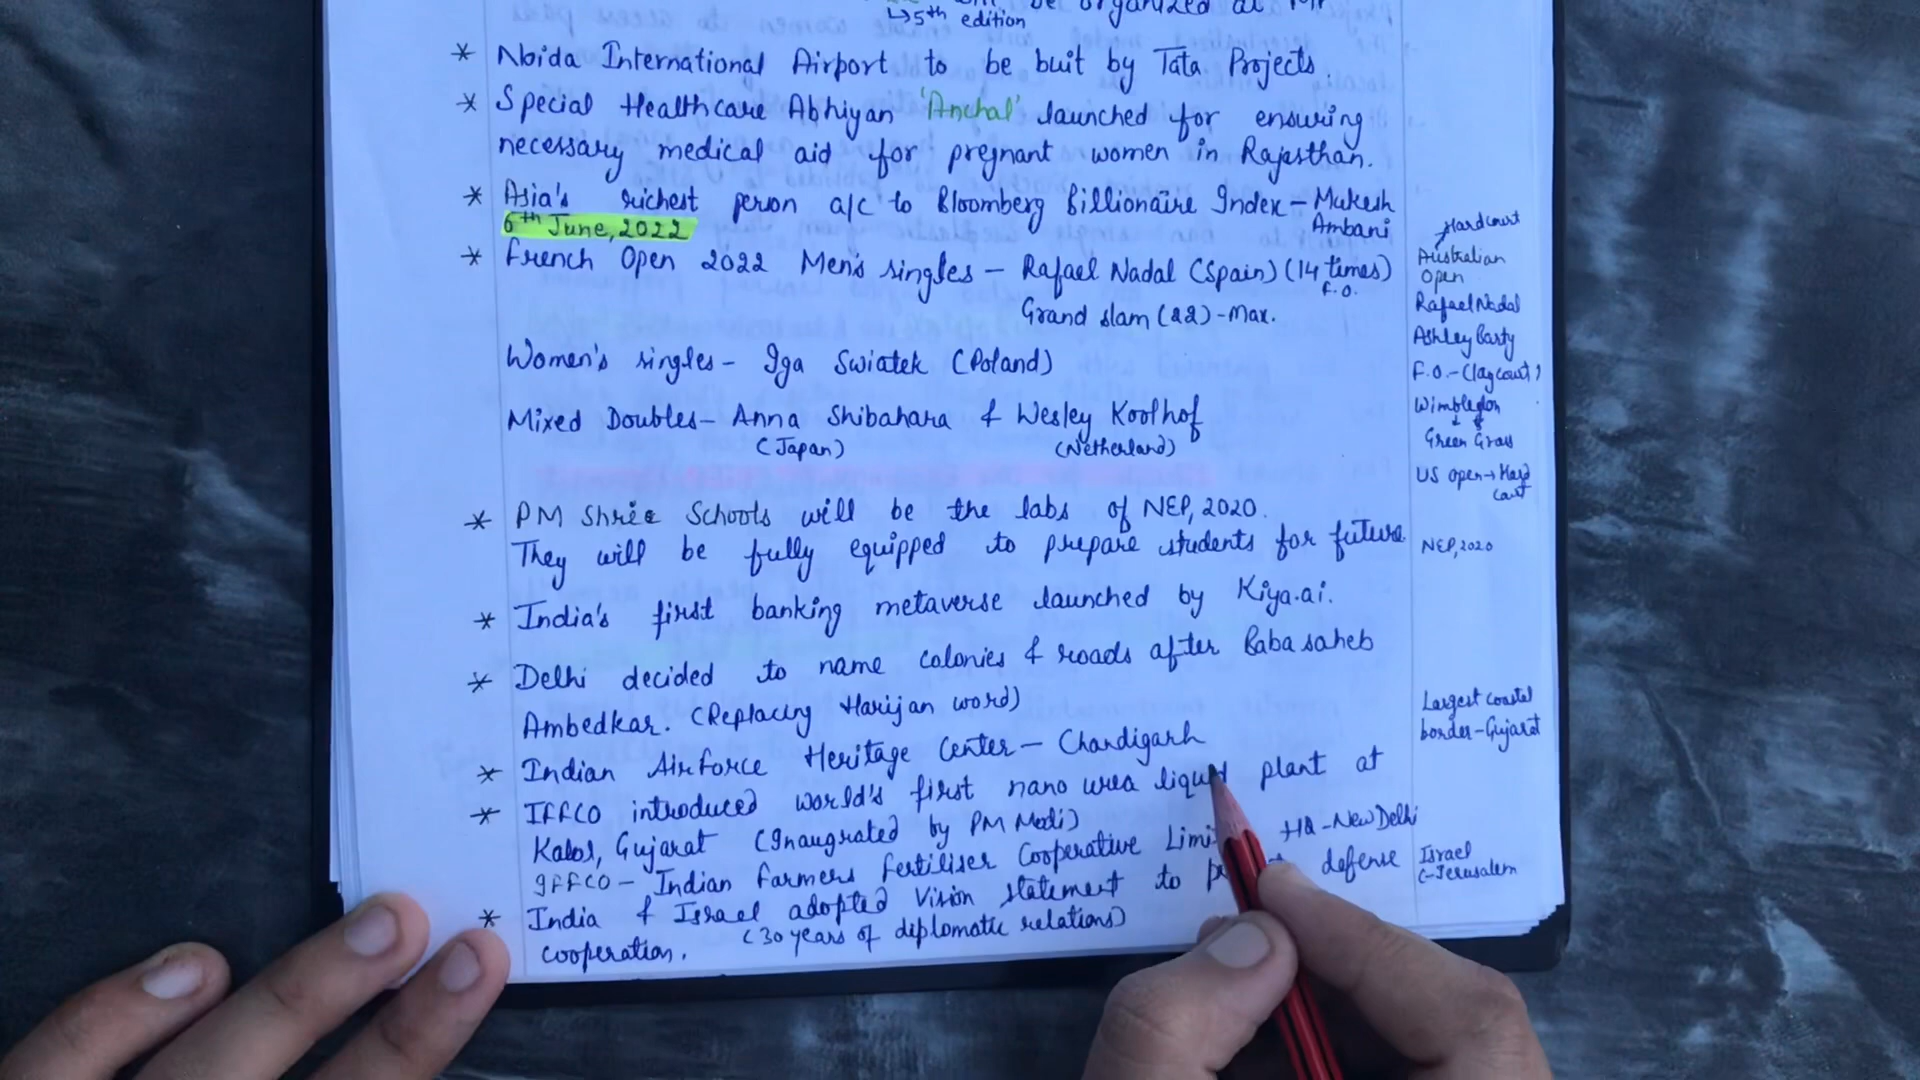 be organized at
↳5th edition
* Noida International Airport to be buit by Tata Projects.
* Special Healthcare Abhiyan 'Anchal' launched for ensuring
necessary medical aid for pregnant women in Rajasthan.
* Asia's richest person a/c to Bloomberg Billionaire Index – Mukesh
Ambani
6th June, 2022
* French Open 2022 Men's singles – Rafael Nadal (Spain) (14 times)
F.O.
Grand slam (22) - Max.
Women's singles – Iga Swiatek (Poland)
Mixed Doubles – Anna Shibahara & Wesley Koolhof
(Japan) (Netherland)
* PM Shree Schools will be the labs of NEP, 2020.
They will be fully equipped to prepare students for future
* India's first banking metaverse launched by Kiya.ai.
* Delhi decided to name colonies & roads after Baba saheb
Ambedkar. (Replacing Harijan word)
* Indian Airforce Heritage Center – Chandigarh
* IFFCO introduced world's first nano urea liquid plant at
Kalol, Gujarat (Inaugrated by PM Modi)
IFFCO – Indian Farmers Fertiliser Cooperative HQ - New Delhi
* India & Israel adopted Vision statement to defense
cooperation. (30 years of diplomatic relations)
Hard court
Australian
Open
Rafael Nadal
Ashley Barty
F.O. – (Clay court)
Wimbledon
Green Grass
US open → Hard
court
NEP, 2020
Largest coastal
border – Gujarat
Israel
C – Jerusalem